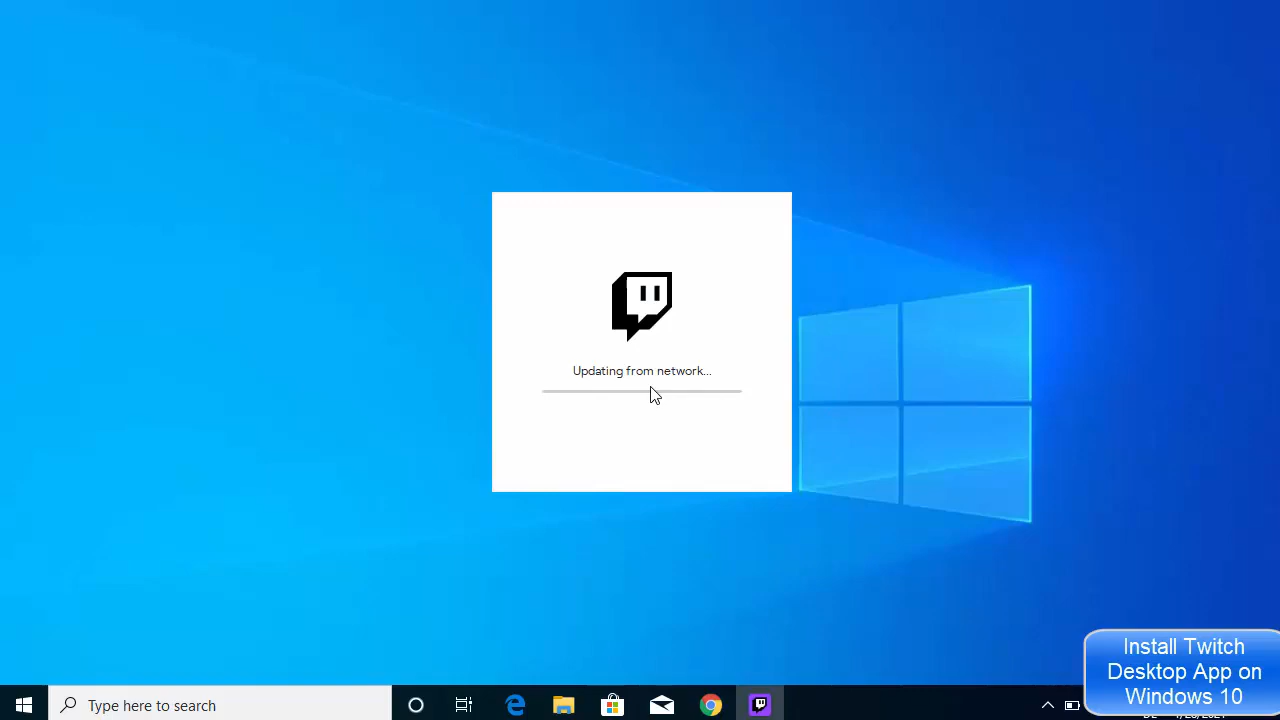 Updating from network...
Type here to search
Install Twitch
Desktop App on
Windows 10